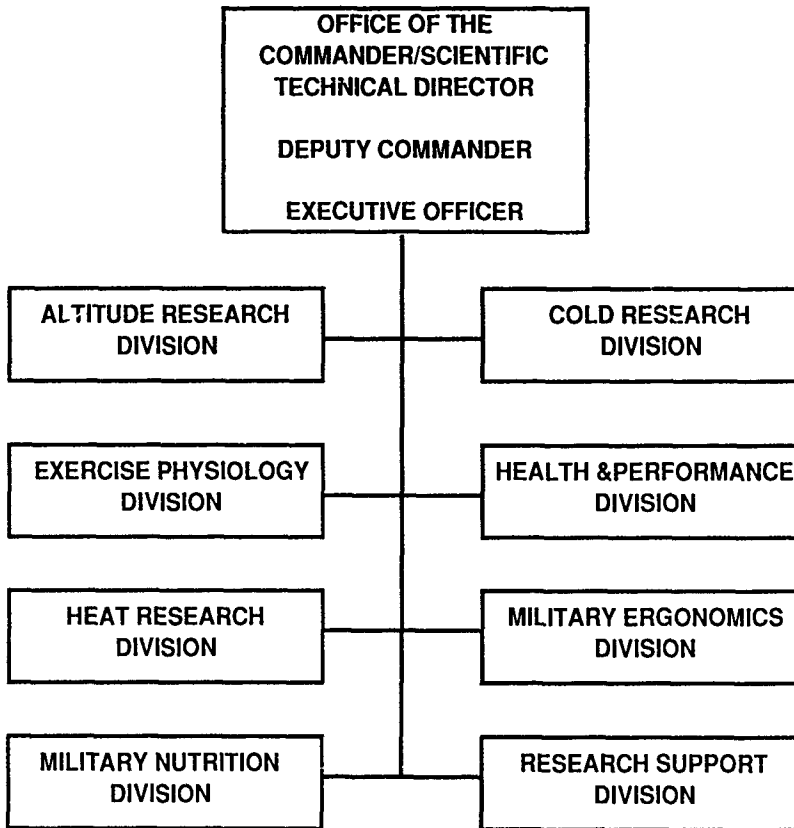 OFFICE OF THE
COMMANDER/SCIENTIFIC
TECHNICAL DIRECTOR
DEPUTY COMMANDER
EXECUTIVE OFFICER
ALTITUDE RESEARCH
DIVISION
COLD RESEARCH
DIVISION
EXERCISE PHYSIOLOGY
DIVISION
HEALTH &PERFORMANCE
DIVISION
HEAT RESEARCH
DIVISION
MILITARY ERGONOMICS
DIVISION
MILITARY NUTRITION
DIVISION
RESEARCH SUPPORT
DIVISION